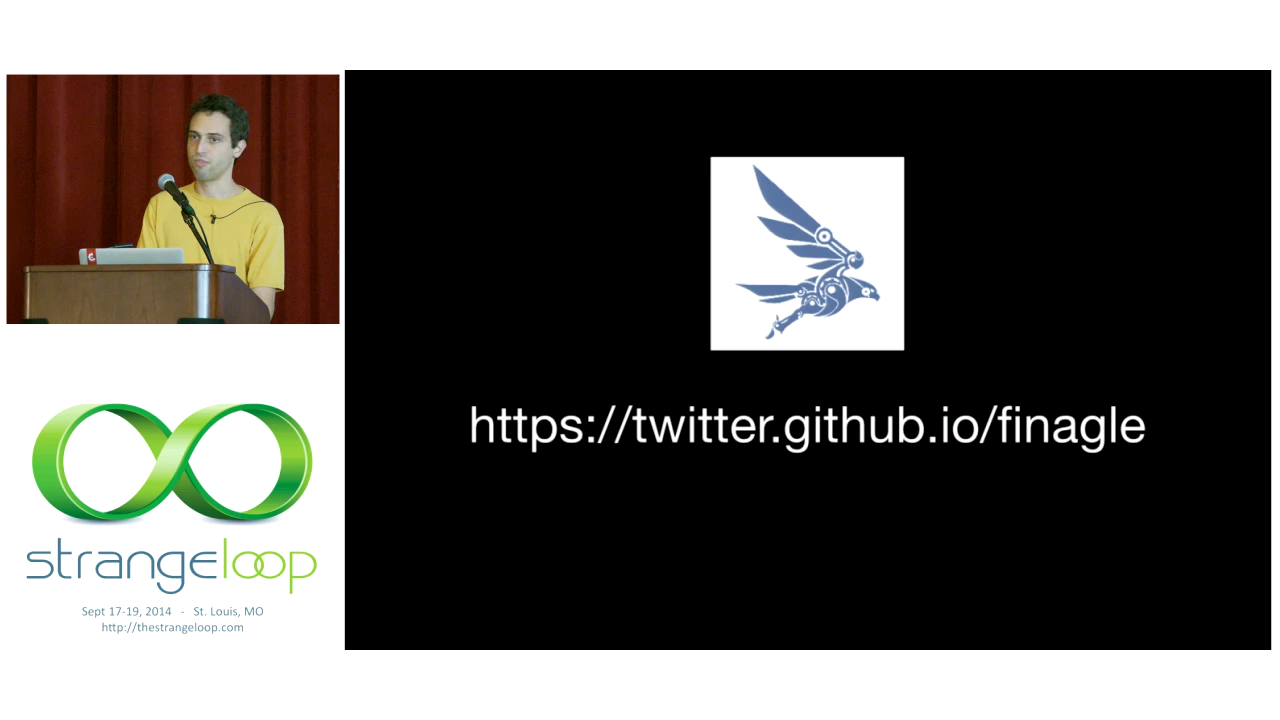 https://twitter.github.io/finagle
strangeloop
Sept 17-19, 2014 - St. Louis, MO
http://thestrangeloop.com